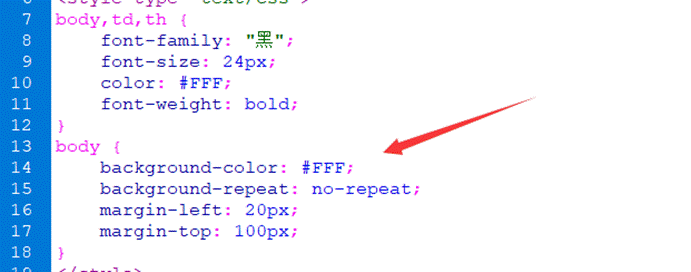 6 <style type="text/css">
7 body,td,th {
8 font-family: "黑";
9 font-size: 24px;
10 color: #FFF;
11 font-weight: bold;
12 }
13 body {
14 background-color: #FFF;
15 background-repeat: no-repeat;
16 margin-left: 20px;
17 margin-top: 100px;
18 }
19 </style>